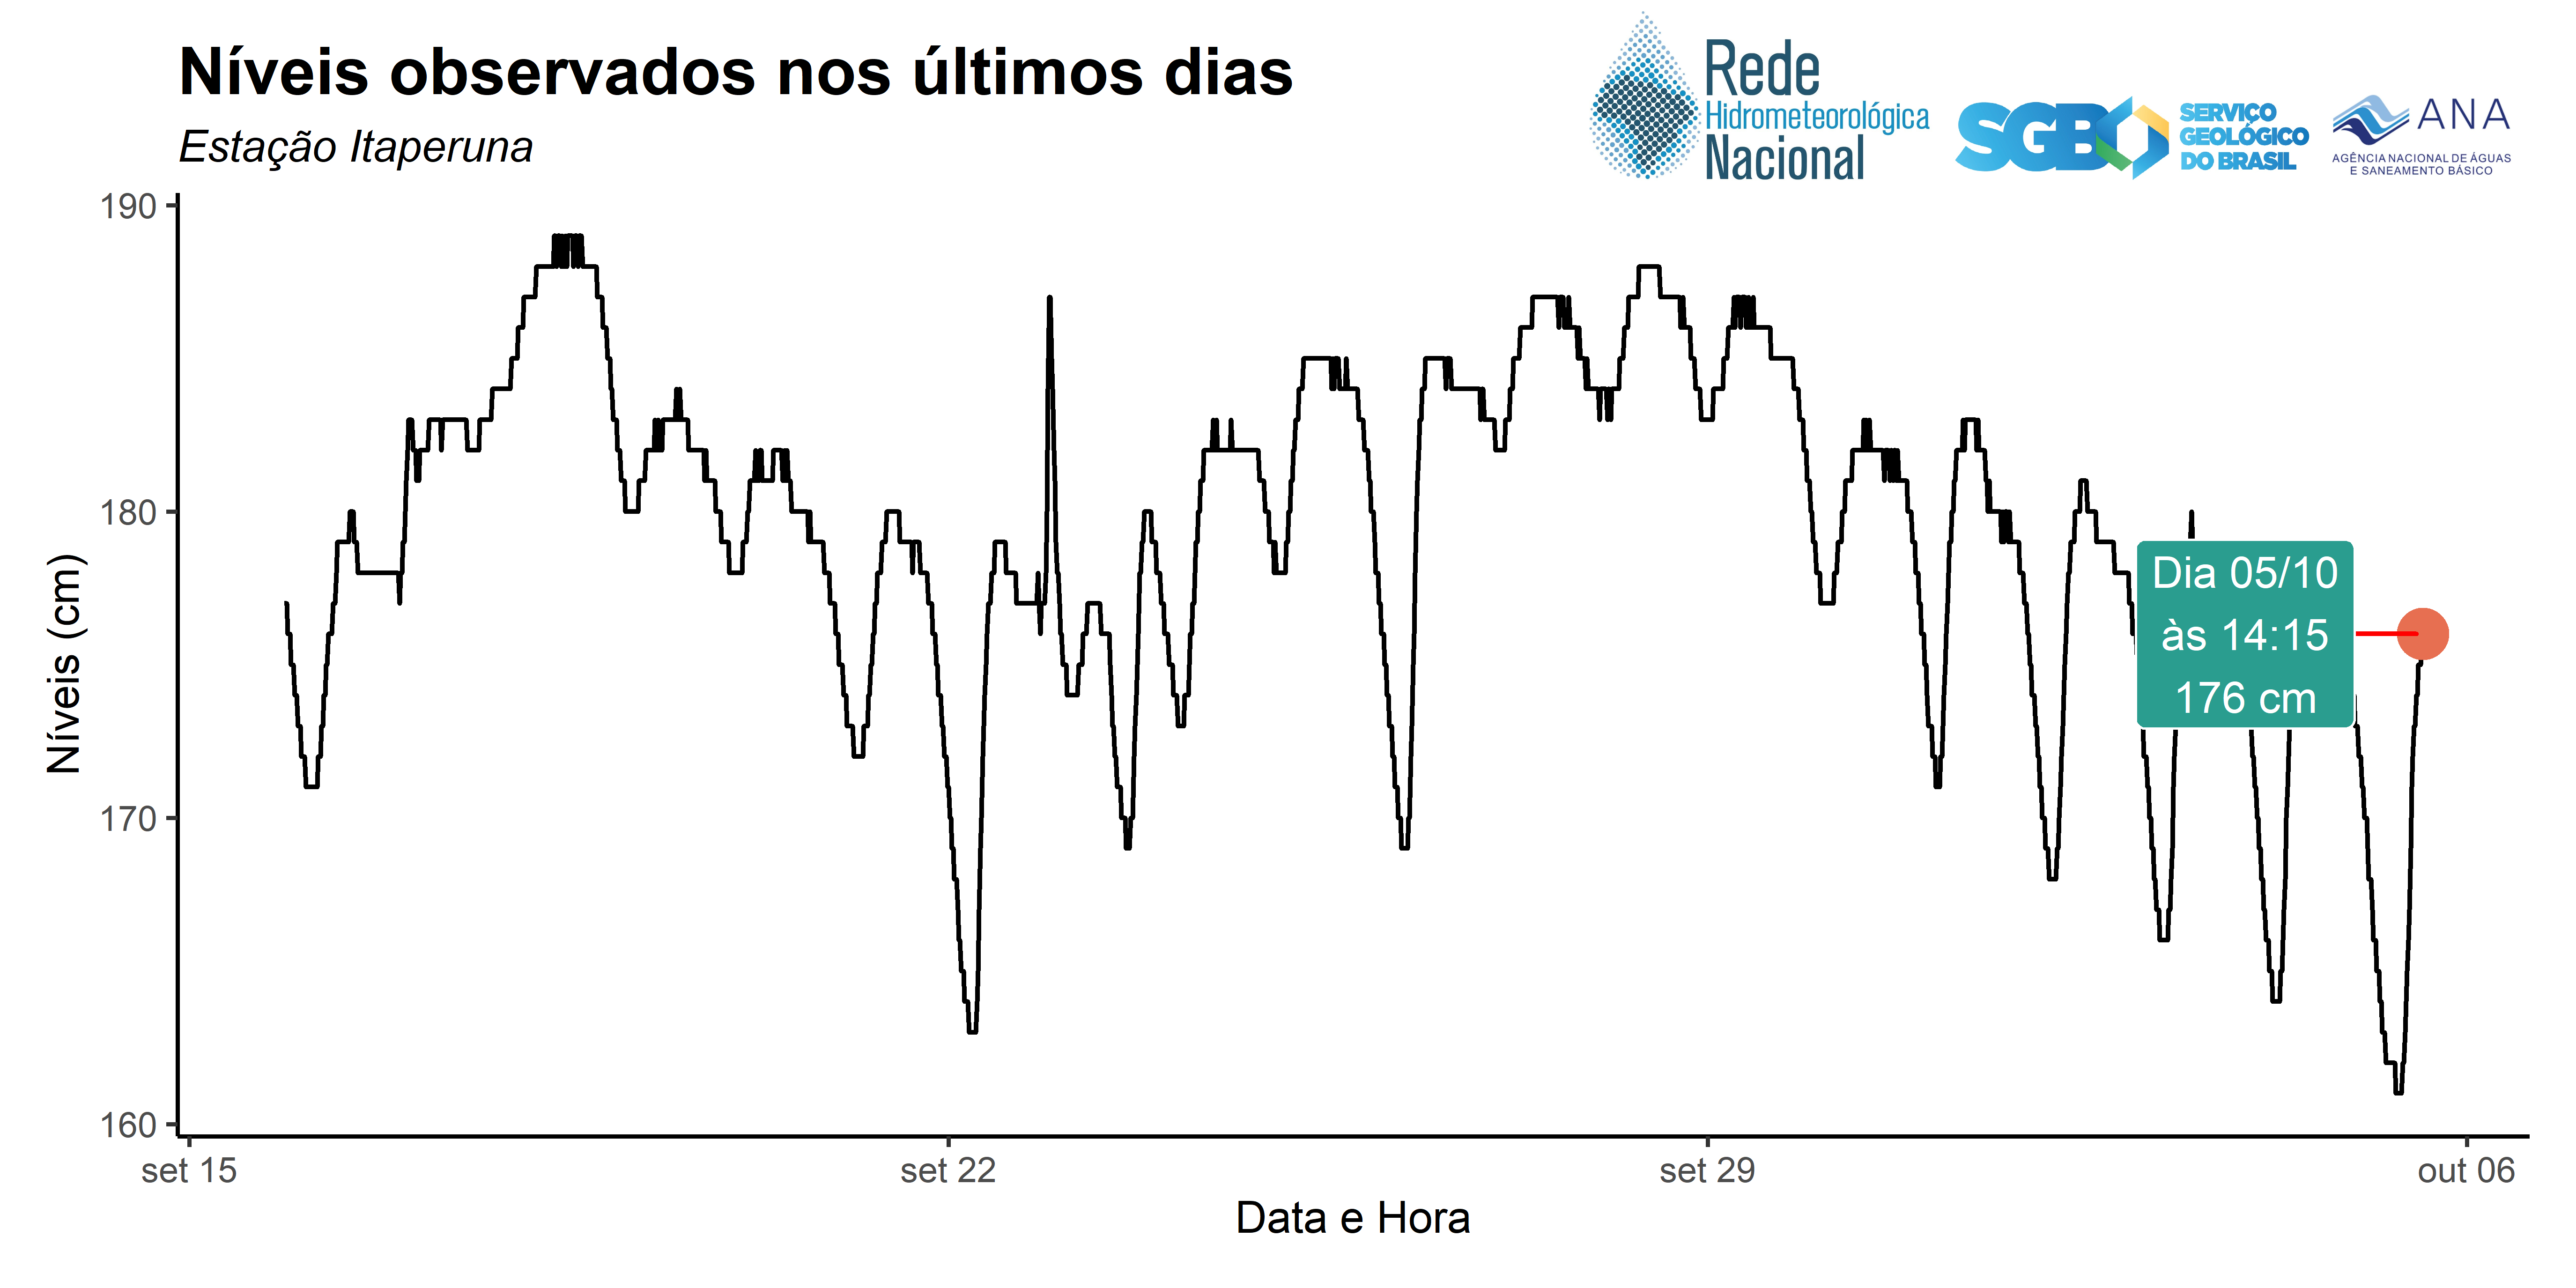 Níveis observados nos últimos dias
Estação Itaperuna
Rede
Hidrometeorológica
Nacional
SGB
SERVIÇO
GEOLÓGICO
DO BRASIL
ANA
AGÊNCIA NACIONAL DE ÁGUAS
E SANEAMENTO BÁSICO
190
180
170
160
Níveis (cm)
Dia 05/10
às 14:15
176 cm
set 15
set 22
set 29
out 06
Data e Hora